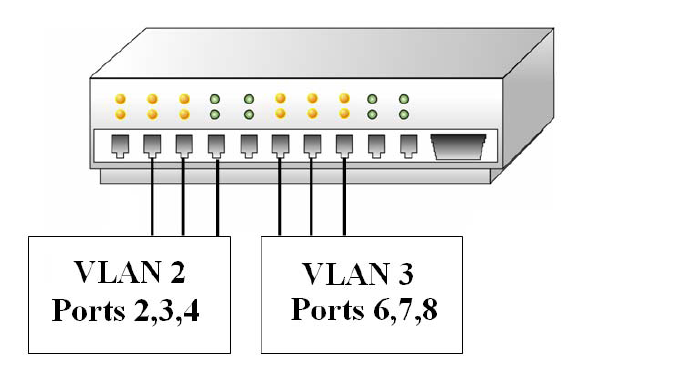 VLAN 2
Ports 2,3,4
VLAN 3
Ports 6,7,8